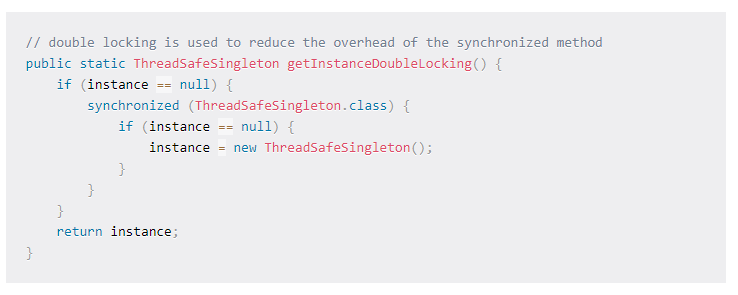 // double locking is used to reduce the overhead of the synchronized method
public static ThreadSafeSingleton getInstanceDoubleLocking() {
    if (instance == null) {
        synchronized (ThreadSafeSingleton.class) {
            if (instance == null) {
                instance = new ThreadSafeSingleton();
            }
        }
    }
    return instance;
}